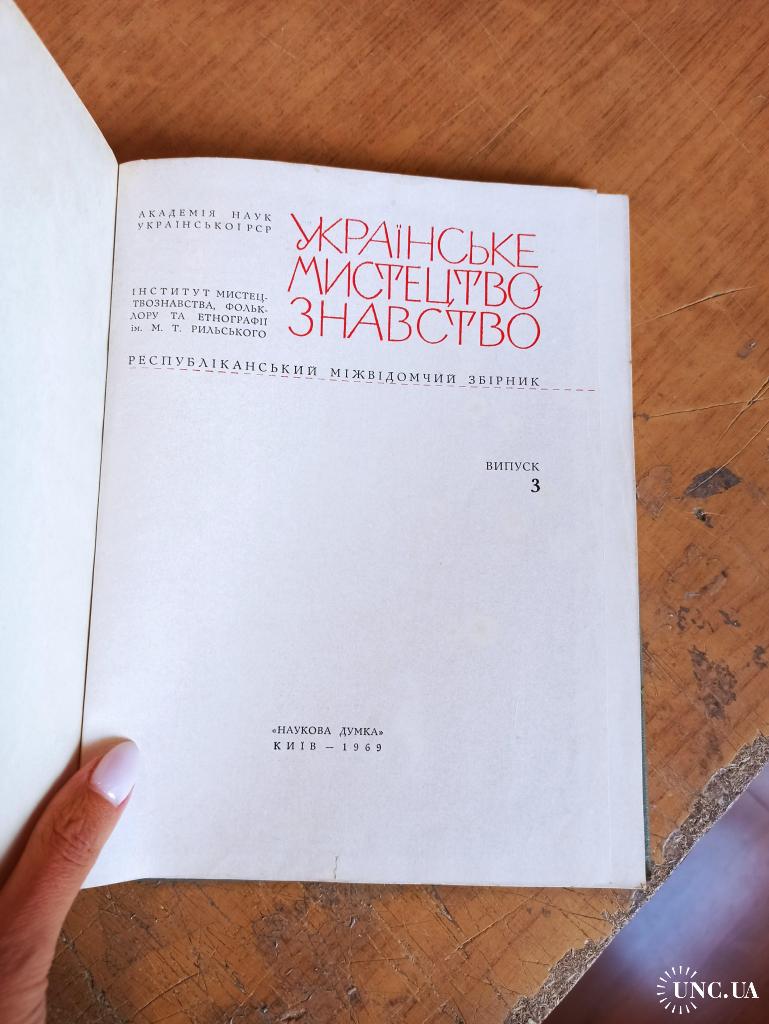 АКАДЕМІЯ НАУК
УКРАЇНСЬКОЇ РСР
УКРАЇНСЬКЕ
МИСТЕЦТВО
ЗНАВСТВО
ІНСТИТУТ МИСТЕЦ-
ТВОЗНАВСТВА, ФОЛЬК-
ЛОРУ ТА ЕТНОГРАФІЇ
ім. М. Т. РИЛЬСЬКОГО
РЕСПУБЛІКАНСЬКИЙ МІЖВІДОМЧИЙ ЗБІРНИК
ВИПУСК
3
«НАУКОВА ДУМКА»
КИЇВ — 1969
UNC.UA